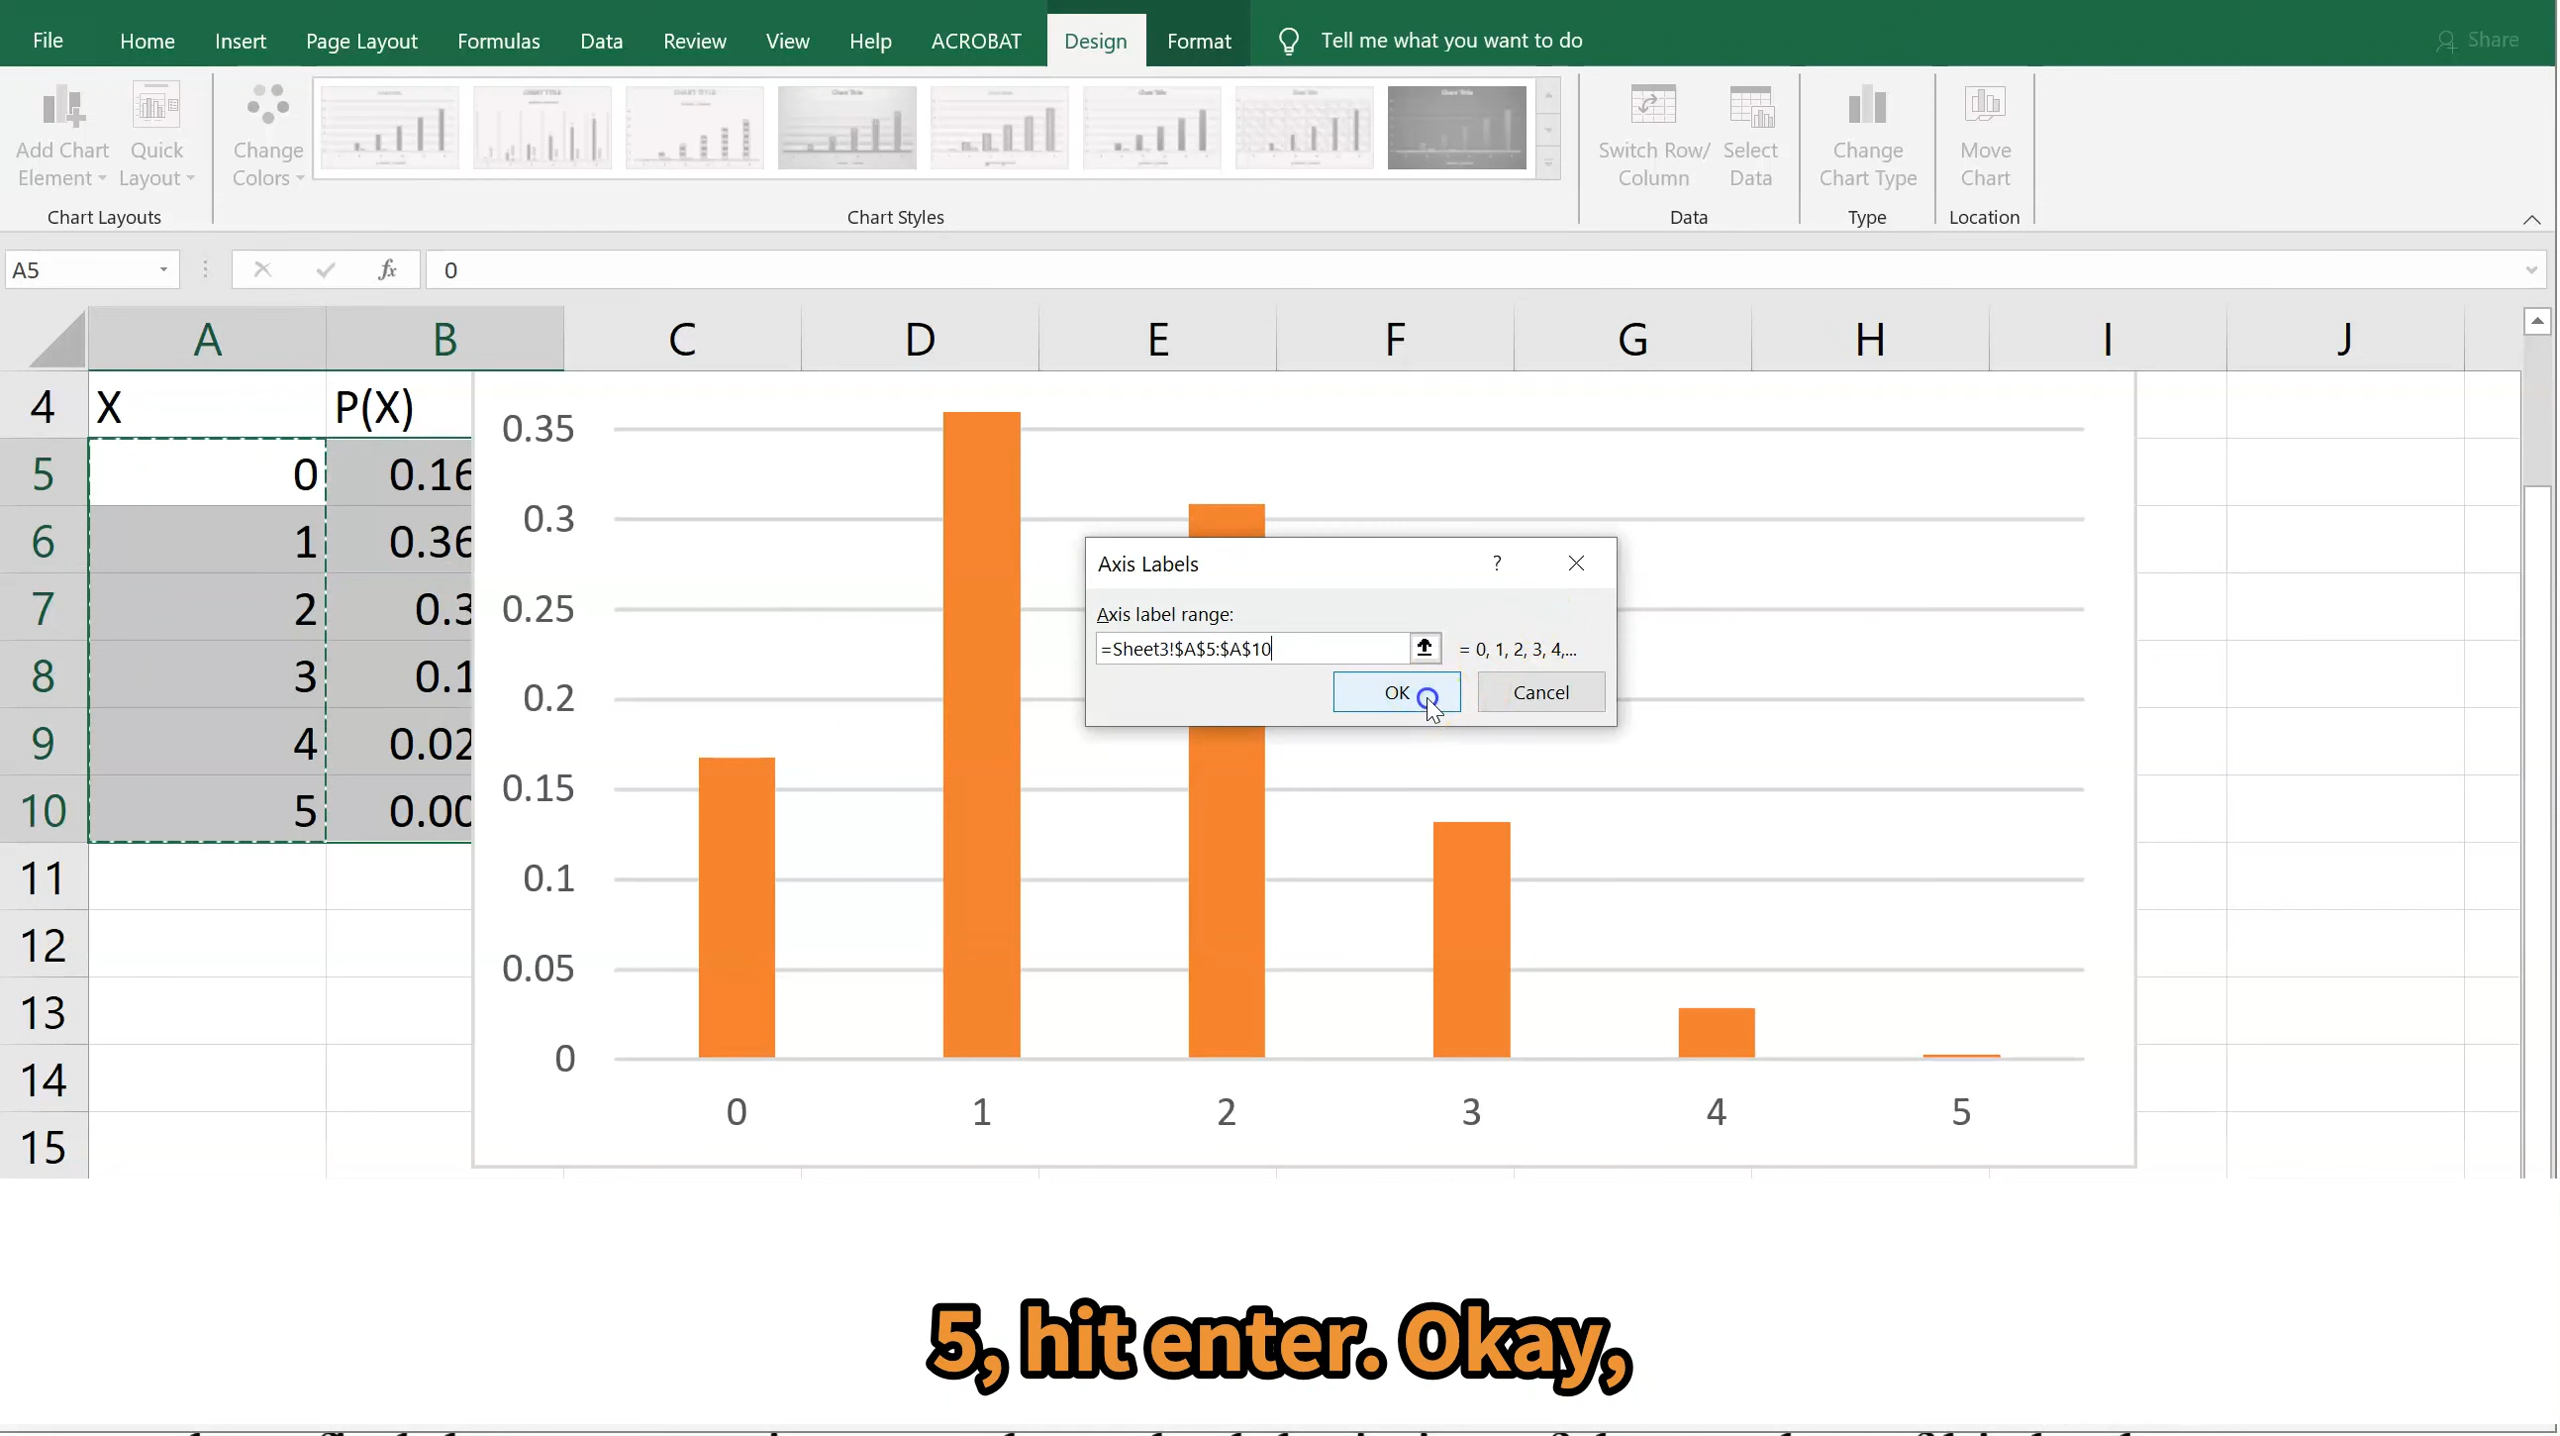 File Home Insert Page Layout Formulas Data Review View Help ACROBAT Design Format Tell me what you want to do Share
Add Chart Element
Quick Layout
Change Colors
Switch Row/ Column
Select Data
Change Chart Type
Move Chart
Chart Layouts Chart Styles Data Type Location
A5 fx 0
A B C D E F G H I J
4 X P(X)
5 0 0.16
6 1 0.36
7 2 0.3
8 3 0.1
9 4 0.02
10 5 0.00
11
12
13
14
15
0.35
0.3
0.25
0.2
0.15
0.1
0.05
0
0 1 2 3 4 5
Axis Labels ?
Axis label range:
=Sheet3!$A$5:$A$10 = 0, 1, 2, 3, 4,...
OK Cancel
5, hit enter. Okay,